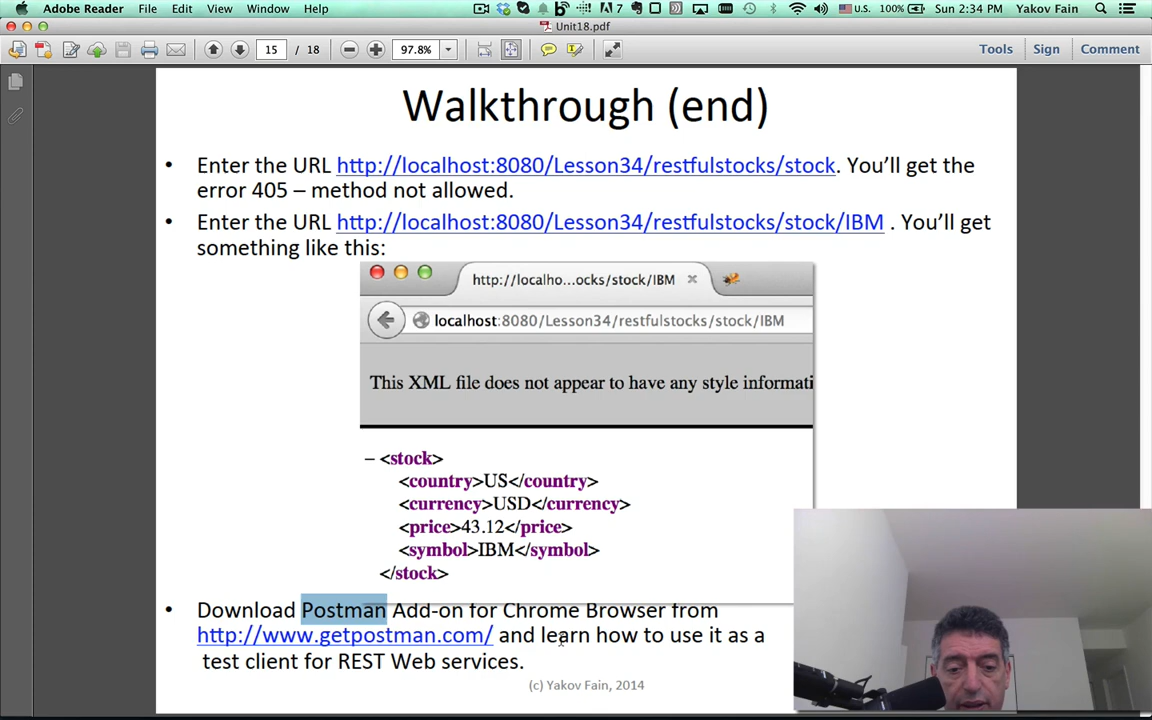 Adobe Reader File Edit View Window Help 7 U.S. 100% Sun 2:34 PM Yakov Fain
Unit18.pdf
15 / 18 97.8% Tools Sign Comment
Walkthrough (end)
• Enter the URL http://localhost:8080/Lesson34/restfulstocks/stock. You'll get the
error 405 – method not allowed.
• Enter the URL http://localhost:8080/Lesson34/restfulstocks/stock/IBM . You'll get
something like this:
http://localho...ocks/stock/IBM
localhost:8080/Lesson34/restfulstocks/stock/IBM
This XML file does not appear to have any style informati
– <stock>
<country>US</country>
<currency>USD</currency>
<price>43.12</price>
<symbol>IBM</symbol>
</stock>
• Download Postman Add-on for Chrome Browser from
http://www.getpostman.com/ and learn how to use it as a
test client for REST Web services.
(c) Yakov Fain, 2014